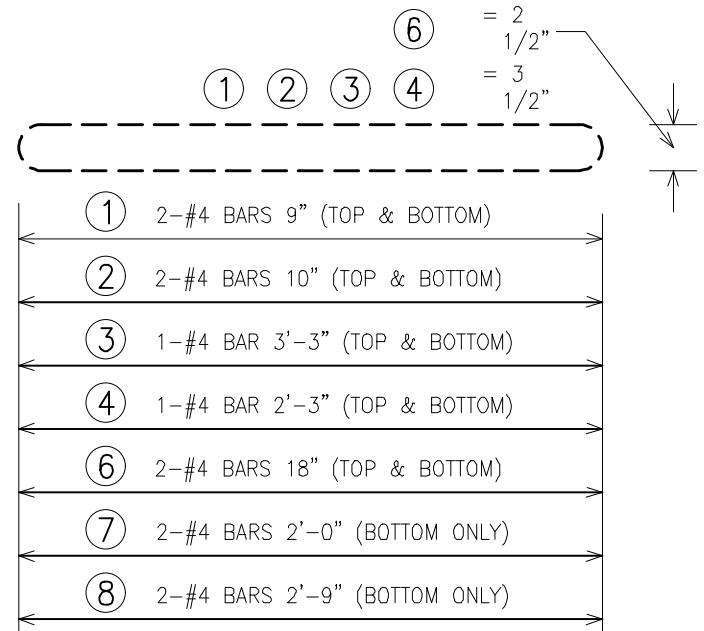 6 = 2
1/2"
1 2 3 4 = 3
1/2"
1 2-#4 BARS 9" (TOP & BOTTOM)
2 2-#4 BARS 10" (TOP & BOTTOM)
3 1-#4 BAR 3'-3" (TOP & BOTTOM)
4 1-#4 BAR 2'-3" (TOP & BOTTOM)
6 2-#4 BARS 18" (TOP & BOTTOM)
7 2-#4 BARS 2'-0" (BOTTOM ONLY)
8 2-#4 BARS 2'-9" (BOTTOM ONLY)